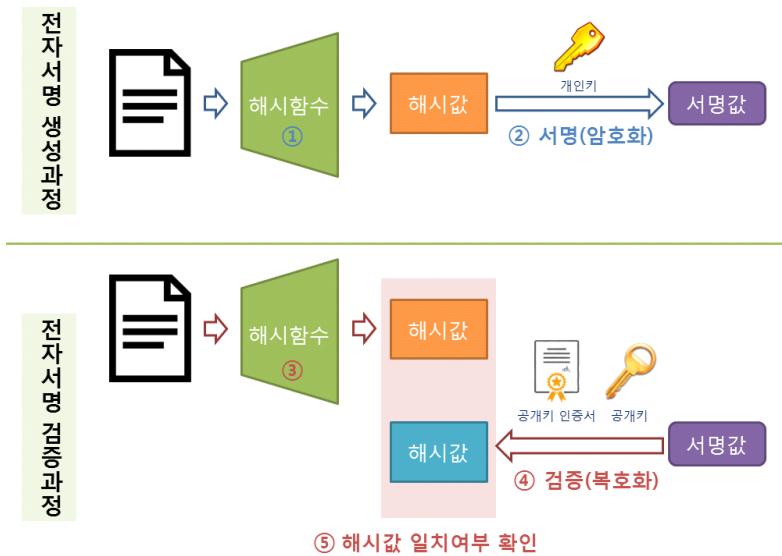 전자서명 생성과정
해시함수
①
해시값
개인키
② 서명(암호화)
서명값
전자서명 검증과정
해시함수
③
해시값
해시값
공개키 인증서 공개키
④ 검증(복호화)
서명값
⑤ 해시값 일치여부 확인